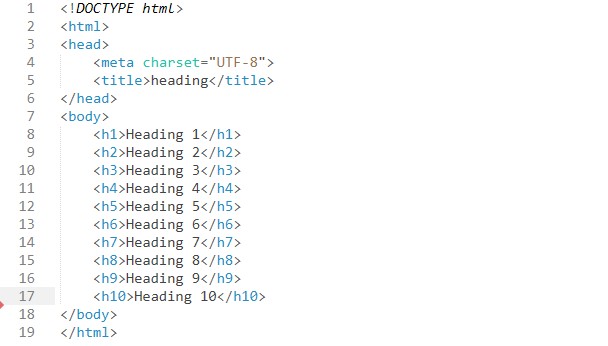 1 <!DOCTYPE html>
2 <html>
3 <head>
4     <meta charset="UTF-8">
5     <title>heading</title>
6 </head>
7 <body>
8     <h1>Heading 1</h1>
9     <h2>Heading 2</h2>
10     <h3>Heading 3</h3>
11     <h4>Heading 4</h4>
12     <h5>Heading 5</h5>
13     <h6>Heading 6</h6>
14     <h7>Heading 7</h7>
15     <h8>Heading 8</h8>
16     <h9>Heading 9</h9>
17     <h10>Heading 10</h10>
18 </body>
19 </html>